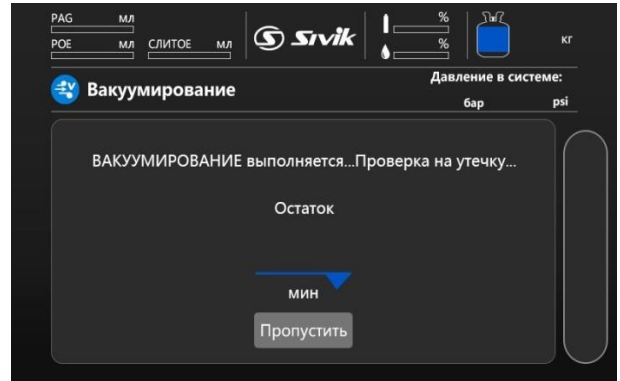 PAG мл
POE мл СЛИТОЕ мл
Sivik
%
%
кг
Вакуумирование
Давление в системе:
бар psi
ВАКУУМИРОВАНИЕ выполняется...Проверка на утечку...
Остаток
мин
Пропустить